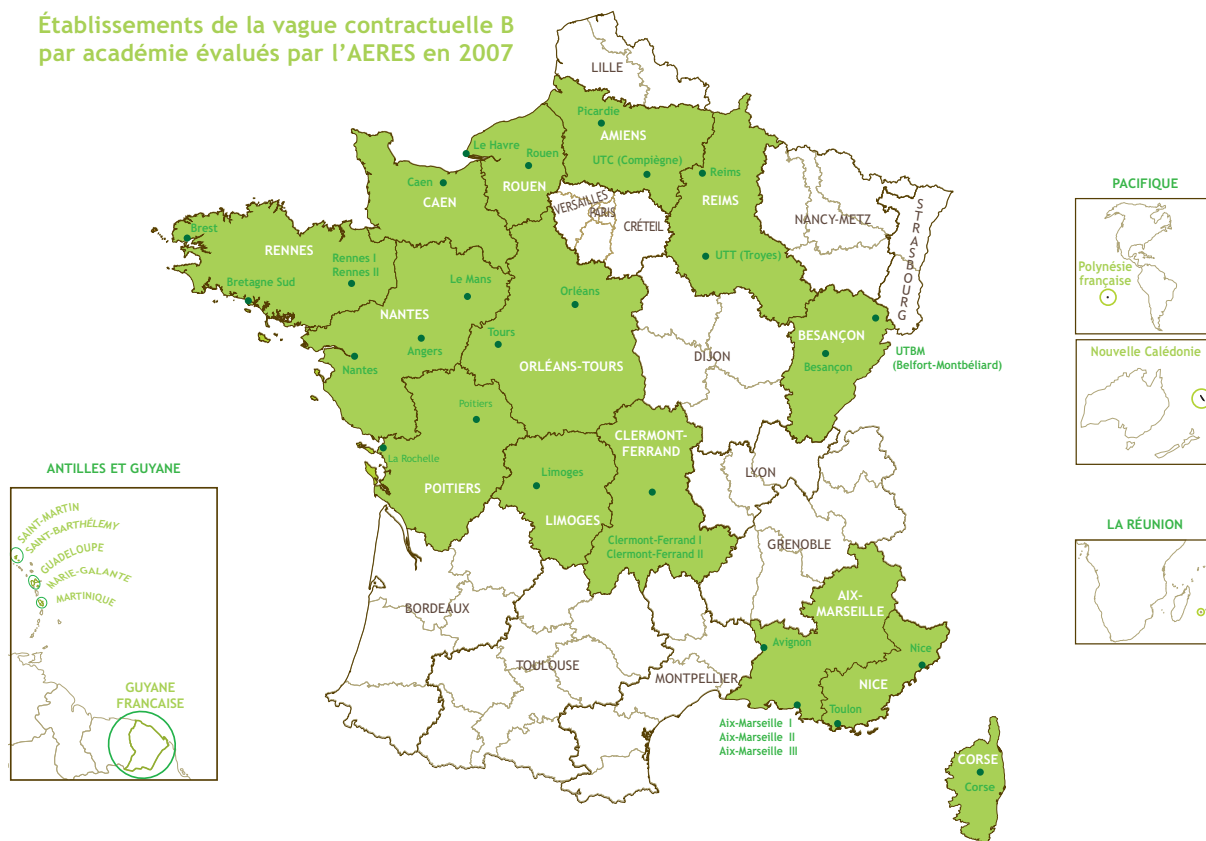 Établissements de la vague contractuelle B
par académie évalués par l'AERES en 2007
LILLE
Picardie
AMIENS
UTC (Compiègne)
Le Havre
Rouen
ROUEN
Caen
CAEN
Reims
REIMS
UTT (Troyes)
VERSAILLES
PARIS
CRÉTEIL
NANCY-METZ
STRASBOURG
Brest
RENNES
Rennes I
Rennes II
Bretagne Sud
Le Mans
NANTES
Angers
Nantes
Orléans
Tours
ORLÉANS-TOURS
DIJON
BESANÇON
Besançon
UTBM
(Belfort-Montbéliard)
Poitiers
La Rochelle
POITIERS
Limoges
LIMOGES
CLERMONT-
FERRAND
Clermont-Ferrand I
Clermont-Ferrand II
LYON
GRENOBLE
BORDEAUX
TOULOUSE
MONTPELLIER
AIX-
MARSEILLE
Avignon
Nice
NICE
Toulon
Aix-Marseille I
Aix-Marseille II
Aix-Marseille III
CORSE
Corse
ANTILLES ET GUYANE
SAINT-MARTIN
SAINT-BARTHÉLEMY
GUADELOUPE
MARIE-GALANTE
MARTINIQUE
GUYANE
FRANCAISE
PACIFIQUE
Polynésie
française
Nouvelle Calédonie
LA RÉUNION